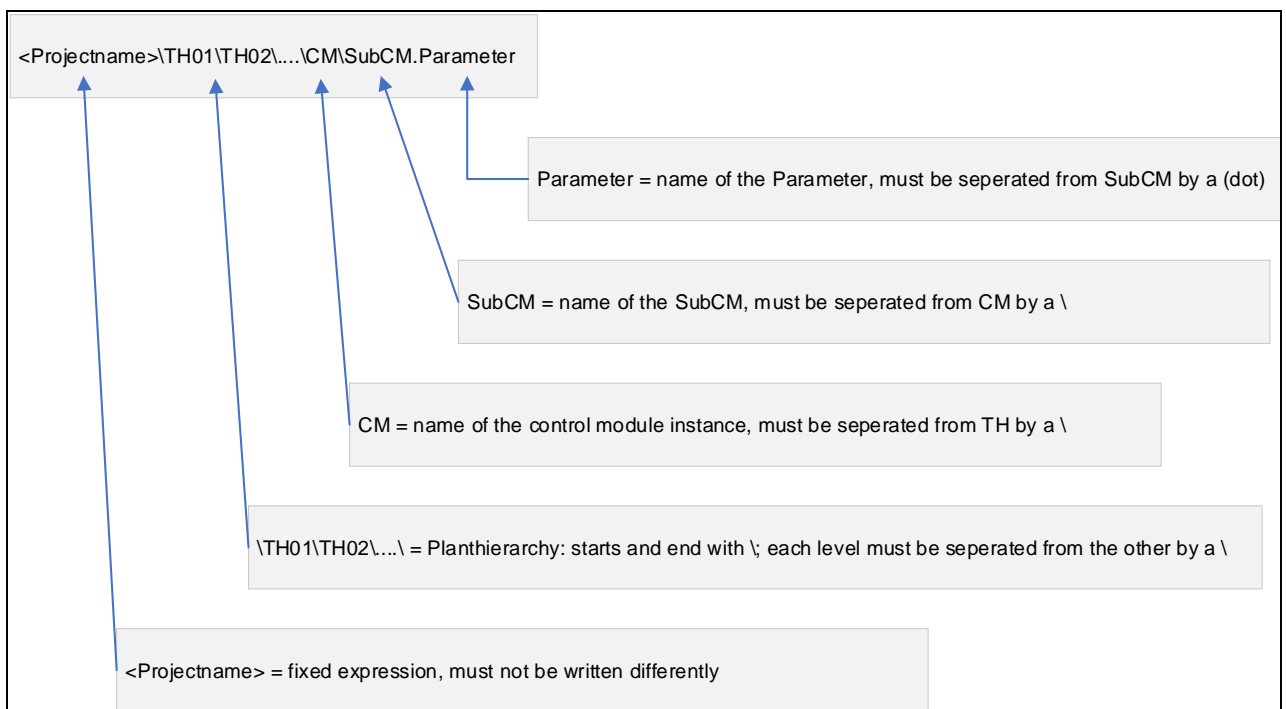 <Projectname>\TH01\TH02\....\CM\SubCM.Parameter
Parameter = name of the Parameter, must be seperated from SubCM by a (dot)
SubCM = name of the SubCM, must be seperated from CM by a \
CM = name of the control module instance, must be seperated from TH by a \
\TH01\TH02\....\ = Planthierarchy: starts and end with \; each level must be seperated from the other by a \
<Projectname> = fixed expression, must not be written differently